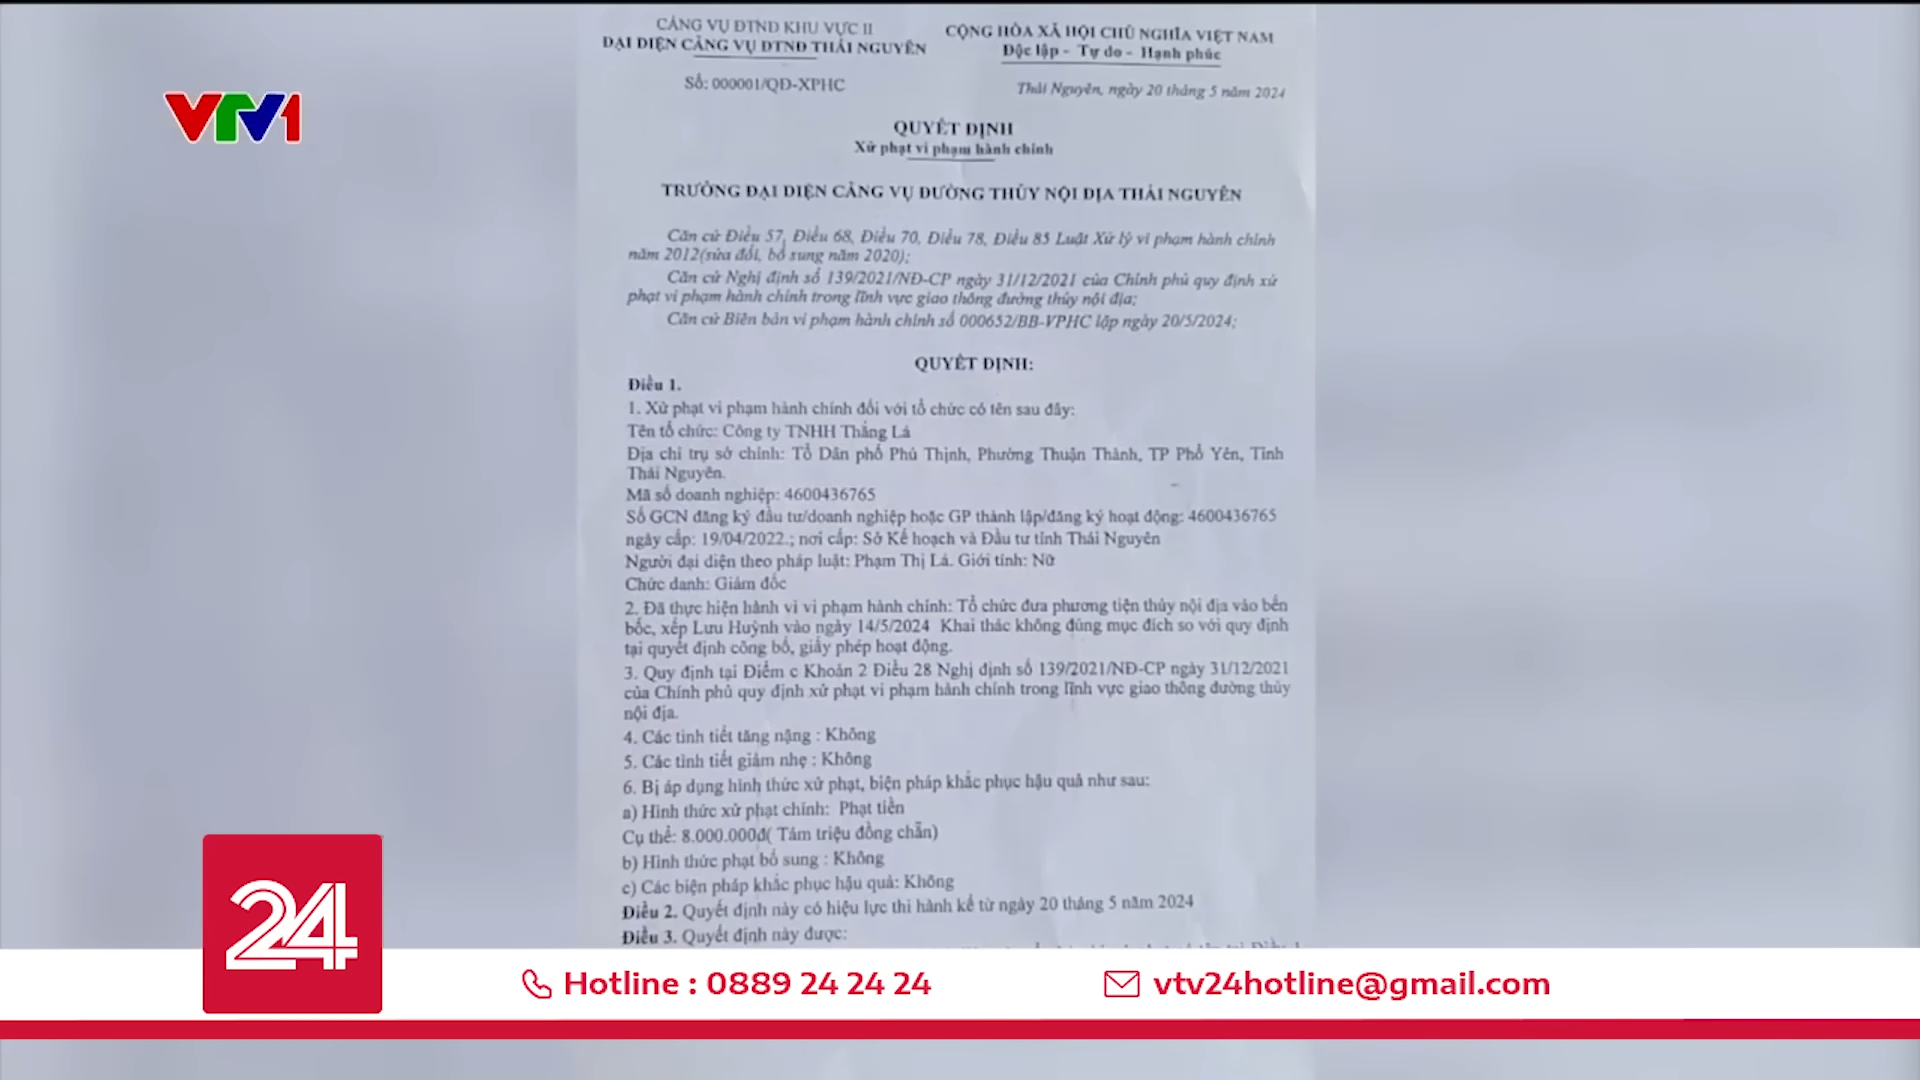 CẢNG VỤ ĐTNĐ KHU VỰC II
ĐẠI DIỆN CẢNG VỤ ĐTNĐ THÁI NGUYÊN
CỘNG HÒA XÃ HỘI CHỦ NGHĨA VIỆT NAM
Độc lập - Tự do - Hạnh phúc
Số: 000001/QĐ-XPHC
Thái Nguyên, ngày 20 tháng 5 năm 2024
VTV1
QUYẾT ĐỊNH
Xử phạt vi phạm hành chính
TRƯỞNG ĐẠI DIỆN CẢNG VỤ ĐƯỜNG THỦY NỘI ĐỊA THÁI NGUYÊN
Căn cứ Điều 57, Điều 68, Điều 70, Điều 78, Điều 85 Luật Xử lý vi phạm hành chính
năm 2012(sửa đổi, bổ sung năm 2020);
Căn cứ Nghị định số 139/2021/NĐ-CP ngày 31/12/2021 của Chính phủ quy định xử
phạt vi phạm hành chính trong lĩnh vực giao thông đường thủy nội địa;
Căn cứ Biên bản vi phạm hành chính số 000652/BB-VPHC lập ngày 20/5/2024;
QUYẾT ĐỊNH:
Điều 1.
1. Xử phạt vi phạm hành chính đối với tổ chức có tên sau đây:
Tên tổ chức: Công ty TNHH Thắng Lá
Địa chỉ trụ sở chính: Tổ Dân phố Phú Thịnh, Phường Thuận Thành, TP Phổ Yên, Tỉnh
Thái Nguyên.
Mã số doanh nghiệp: 4600436765
Số GCN đăng ký đầu tư/doanh nghiệp hoặc GP thành lập/đăng ký hoạt động: 4600436765
ngày cấp: 19/04/2022.; nơi cấp: Sở Kế hoạch và Đầu tư tỉnh Thái Nguyên
Người đại diện theo pháp luật: Phạm Thị Lá. Giới tính: Nữ
Chức danh: Giám đốc
2. Đã thực hiện hành vi vi phạm hành chính: Tổ chức đưa phương tiện thủy nội địa vào bến
bốc, xếp Lưu Huỳnh vào ngày 14/5/2024 Khai thác không đúng mục đích so với quy định
tại quyết định công bố, giấy phép hoạt động.
3. Quy định tại Điểm c Khoản 2 Điều 28 Nghị định số 139/2021/NĐ-CP ngày 31/12/2021
của Chính phủ quy định xử phạt vi phạm hành chính trong lĩnh vực giao thông đường thủy
nội địa.
4. Các tình tiết tăng nặng : Không
5. Các tình tiết giảm nhẹ : Không
6. Bị áp dụng hình thức xử phạt, biện pháp khắc phục hậu quả như sau:
a) Hình thức xử phạt chính: Phạt tiền
Cụ thể: 8.000.000đ( Tám triệu đồng chẵn)
b) Hình thức phạt bổ sung : Không
c) Các biện pháp khắc phục hậu quả: Không
Điều 2. Quyết định này có hiệu lực thi hành kể từ ngày 20 tháng 5 năm 2024
Điều 3. Quyết định này được:
24
Hotline : 0889 24 24 24
vtv24hotline@gmail.com